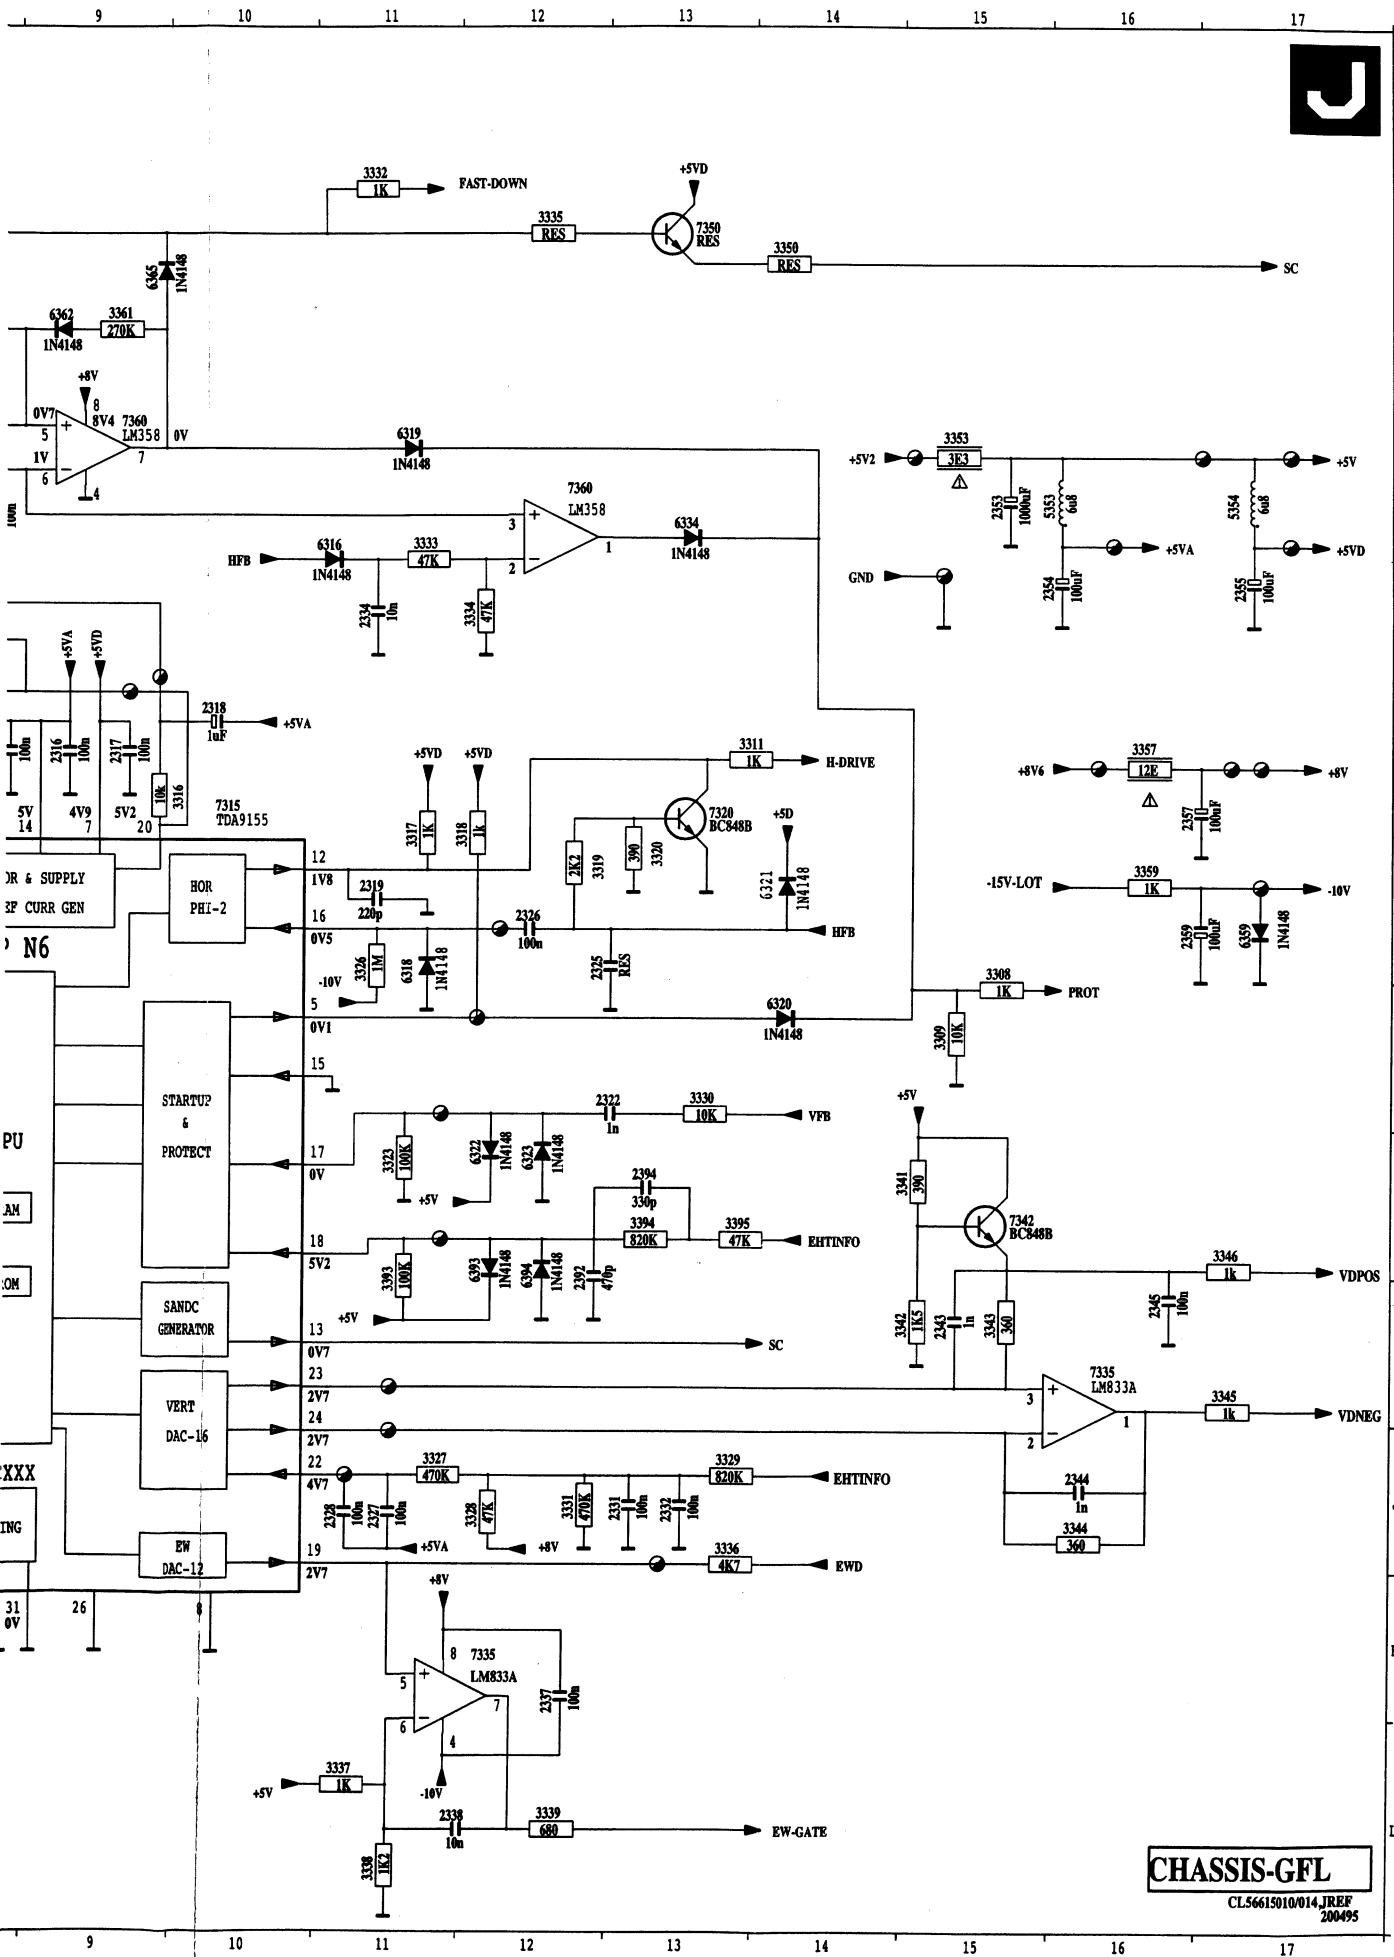 9 10 11 12 13 14 15 16 17
J
3332
1K
FAST-DOWN
+5VD
3335
RES
7350
RES
3350
RES
SC
6365
1N4148
6362
1N4148
3361
270K
+8V
8
8V4
7360
LM358
0V7
5
1V
6
7
0V
4
100n
6319
1N4148
7360
LM358
3
2
1
6334
1N4148
HFB
6316
1N4148
3333
47K
2334
10n
3334
47K
+5V2
3353
3E3
2353
1000uF
5353
6u8
5354
6u8
+5V
+5VA
+5VD
2354
100uF
2355
100uF
GND
+5VA
+5VD
2318
1uF
+5VA
100n
2316
100n
2317
100n
10k
3316
5V
14
4V9
7
5V2
20
7315
TDA9155
+5VD
+5VD
3317
1K
3318
1k
3311
1K
H-DRIVE
7320
BC848B
2K2
3319
390
3320
+5D
6321
1N4148
+8V6
3357
12E
+8V
2357
100uF
-15V-LOT
3359
1K
-10V
2359
100uF
6359
1N4148
OR & SUPPLY
EF CURR GEN
HOR
PHI-2
12
1V8
2319
220p
16
0V5
2326
100n
HFB
P N6
3326
1M
6318
1N4148
-10V
2325
RES
3308
1K
PROT
3309
10K
5
0V1
6320
1N4148
15
STARTUP
&
PROTECT
PU
AM
OM
17
0V
3323
100K
+5V
6322
1N4148
6323
1N4148
2322
1n
3330
10K
VFB
2394
330p
3394
820K
3395
47K
EHTINFO
18
5V2
3393
100K
6393
1N4148
6394
1N4148
2392
470p
+5V
+5V
3341
390
7342
BC848B
3342
1K5
2343
1n
3343
360
3346
1k
VDPOS
2345
100n
SANDC
GENERATOR
13
0V7
SC
VERT
DAC-16
23
2V7
24
2V7
22
4V7
7335
LM833A
3
2
1
3345
1k
VDNEG
2344
1n
3344
360
3327
470K
3329
820K
EHTINFO
2328
100n
2327
100n
3328
47K
3331
470K
2331
100n
2332
100n
+5VA
+8V
XXX
ING
EW
DAC-12
19
2V7
3336
4K7
EWD
31
0V
26
8
+8V
8
7335
LM833A
5
6
7
4
-10V
2337
100n
+5V
3337
1K
2338
10n
3339
680
EW-GATE
3338
1K2
CHASSIS-GFL
CL56615010/014,JREF
200495
9 10 11 12 13 14 15 16 17